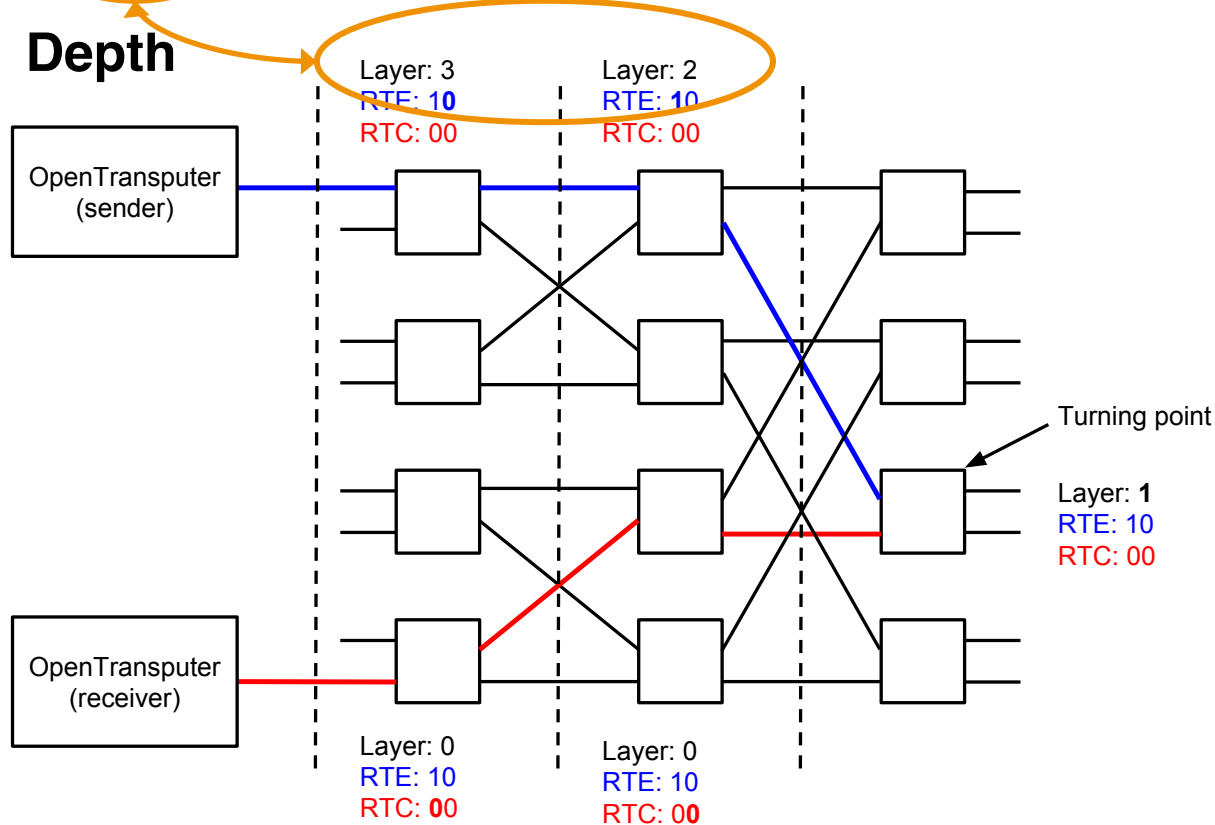 Depth
Layer: 3
RTE: 10
RTC: 00
Layer: 2
RTE: 10
RTC: 00
OpenTransputer
(sender)
Turning point
Layer: 1
RTE: 10
RTC: 00
OpenTransputer
(receiver)
Layer: 0
RTE: 10
RTC: 00
Layer: 0
RTE: 10
RTC: 00